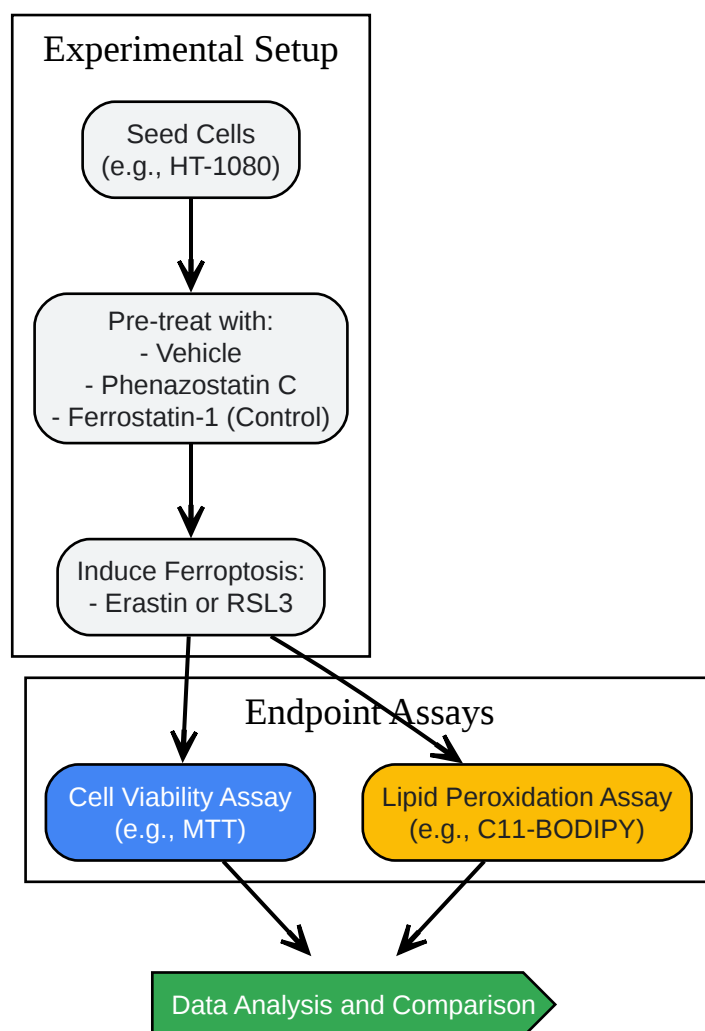 Experimental Setup
Seed Cells
(e.g., HT-1080)
Pre-treat with:
- Vehicle
- Phenazostatin C
- Ferrostatin-1 (Control)
Induce Ferroptosis:
- Erastin or RSL3
Endpoint Assays
Cell Viability Assay
(e.g., MTT)
Lipid Peroxidation Assay
(e.g., C11-BODIPY)
Data Analysis and Comparison